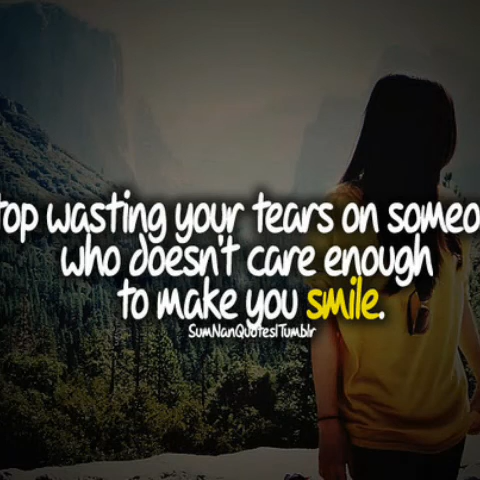 top wasting your tears on someo
who doesn't care enough
to make you smile.
SumNanQuotes|Tumblr